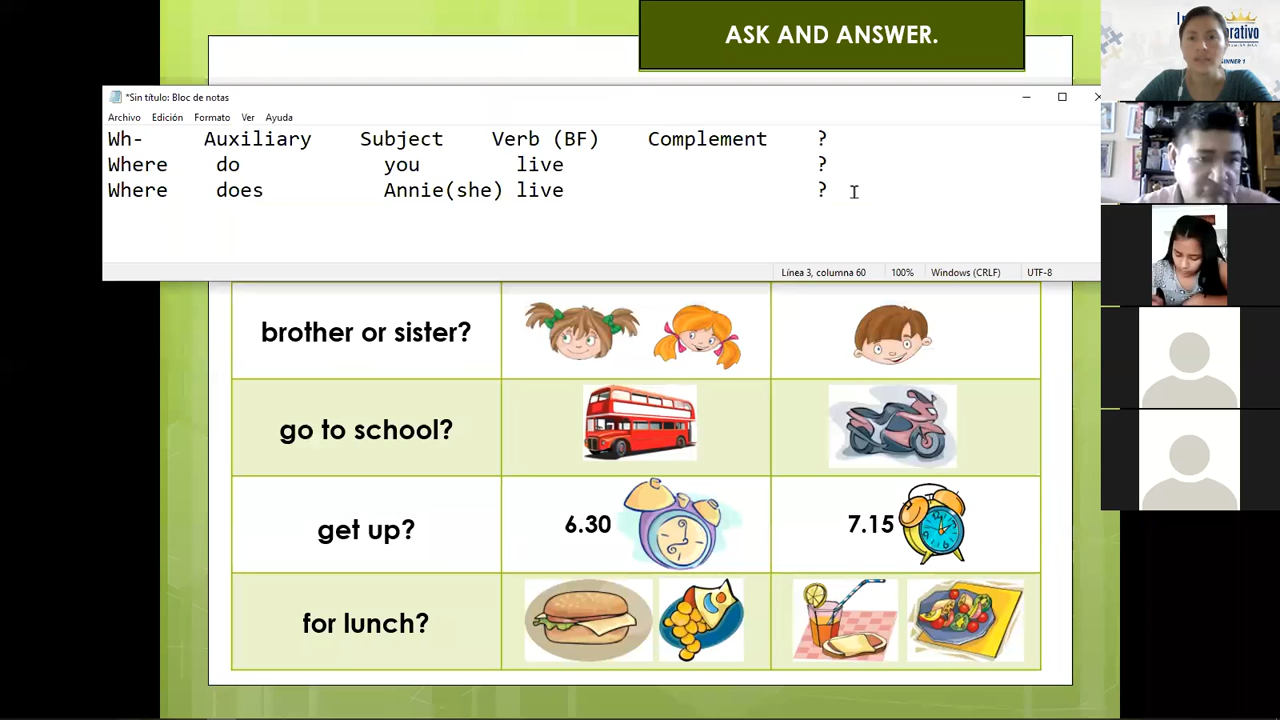 ASK AND ANSWER.
*Sin título: Bloc de notas
Archivo Edición Formato Ver Ayuda
Wh- Auxiliary Subject Verb (BF) Complement ?
Where do you live ?
Where does Annie(she) live ?
Línea 3, columna 60 100% Windows (CRLF) UTF-8
brother or sister?
go to school?
get up? 6.30 7.15
for lunch?